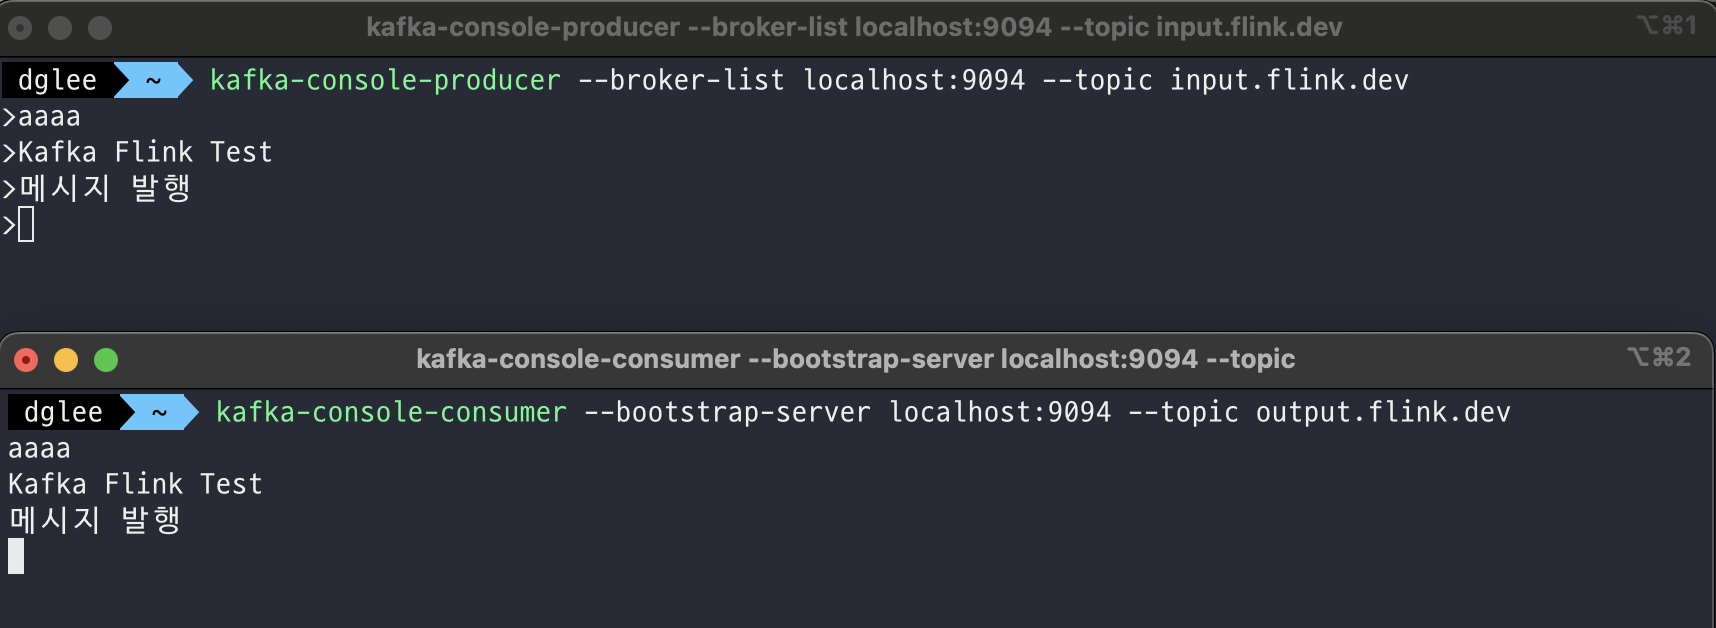 kafka-console-producer --broker-list localhost:9094 --topic input.flink.dev ⌥⌘1
dglee ~ kafka-console-producer --broker-list localhost:9094 --topic input.flink.dev
>aaaa
>Kafka Flink Test
>메시지 발행
>
kafka-console-consumer --bootstrap-server localhost:9094 --topic ⌥⌘2
dglee ~ kafka-console-consumer --bootstrap-server localhost:9094 --topic output.flink.dev
aaaa
Kafka Flink Test
메시지 발행